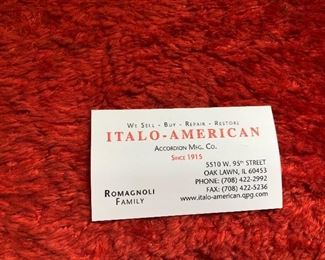 We Sell - Buy - Repair - Restore
ITALO-AMERICAN
Accordion Mfg. Co.
Since 1915
5510 W. 95th STREET
OAK LAWN, IL 60453
PHONE: (708) 422-2992
FAX: (708) 422-5236
www.italo-american.qpg.com
Romagnoli
Family